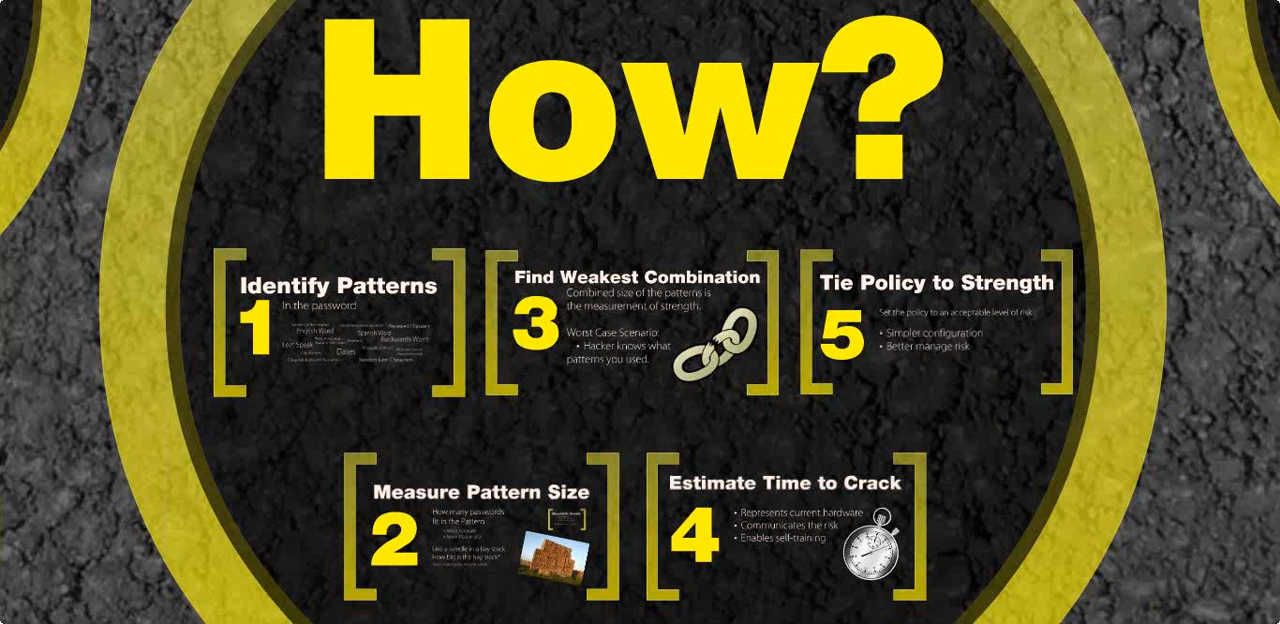 How?
Identify Patterns
1
In the password
English Word
Spanish Word
Backwards Word
Leet Speak
Dates
Find Weakest Combination
3
Combined size of the patterns is
the measurement of strength.
Worst Case Scenario:
• Hacker knows what
patterns you used.
Tie Policy to Strength
5
Set the policy to an acceptable level of risk
• Simpler configuration
• Better manage risk
Measure Pattern Size
2
How many passwords
fit in the Pattern
Like a needle in a hay stack
How big is the hay stack?
Estimate Time to Crack
4
• Represents current hardware
• Communicates the risk
• Enables self-training